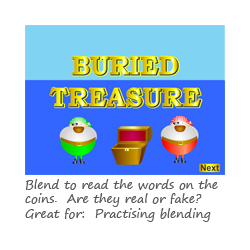 BURIED
TREASURE
Next
Blend to read the words on the
coins.  Are they real or fake?
Great for:  Practising blending